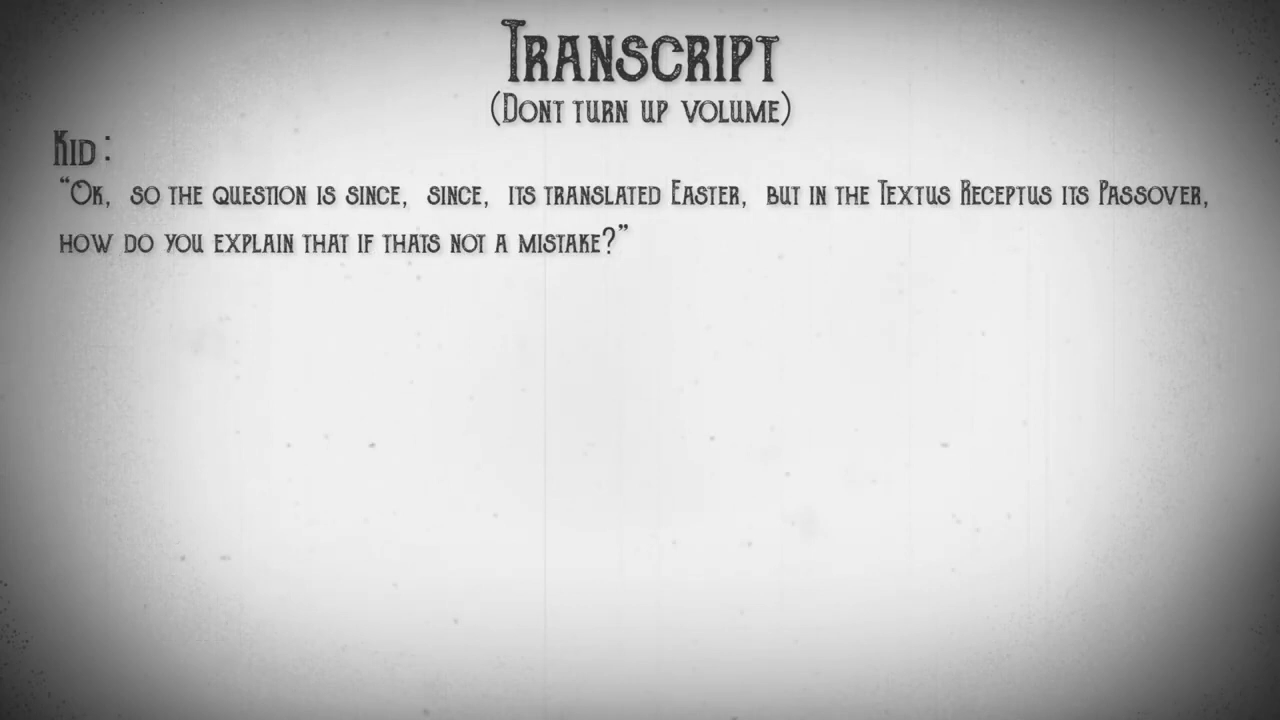 Transcript
(Dont turn up volume)
Kid:
"Ok, so the question is since, since, its translated Easter, but in the Textus Receptus its Passover,
how do you explain that if thats not a mistake?"